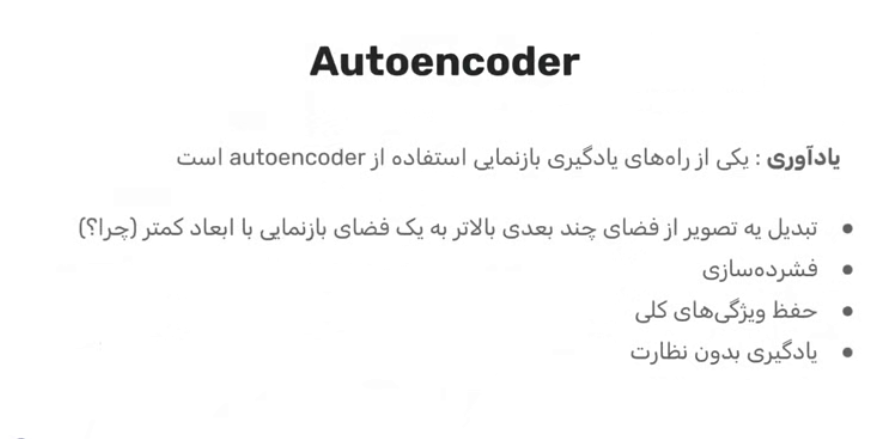 Autoencoder
یادآوری : یکی از راه‌های یادگیری بازنمایی استفاده از autoencoder است
● تبدیل یه تصویر از فضای چند بعدی بالاتر به یک فضای بازنمایی با ابعاد کمتر (چرا؟)
● فشرده‌سازی
● حفظ ویژگی‌های کلی
● یادگیری بدون نظارت